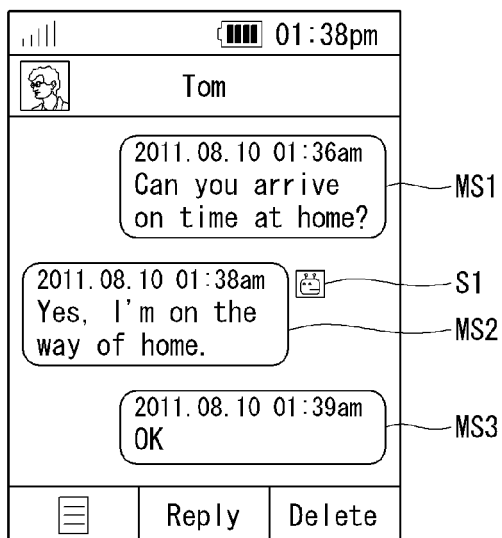 01:38pm
Tom
2011.08.10 01:36am
Can you arrive
on time at home?
MS1
2011.08.10 01:38am
Yes, I'm on the
way of home.
S1
MS2
2011.08.10 01:39am
OK
MS3
Reply
Delete